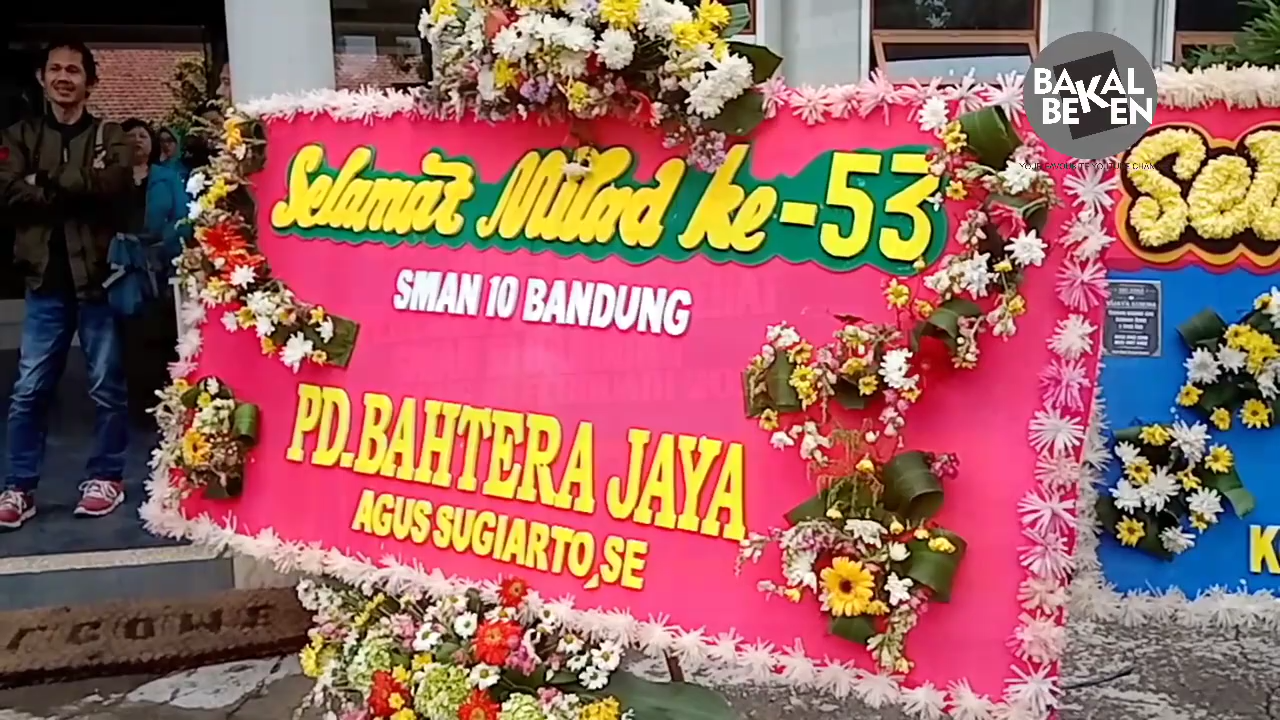 Selamat Milad ke-53
SMAN 10 BANDUNG
PD.BAHTERA JAYA
AGUS SUGIARTO,SE
BAKAL
BEKEN